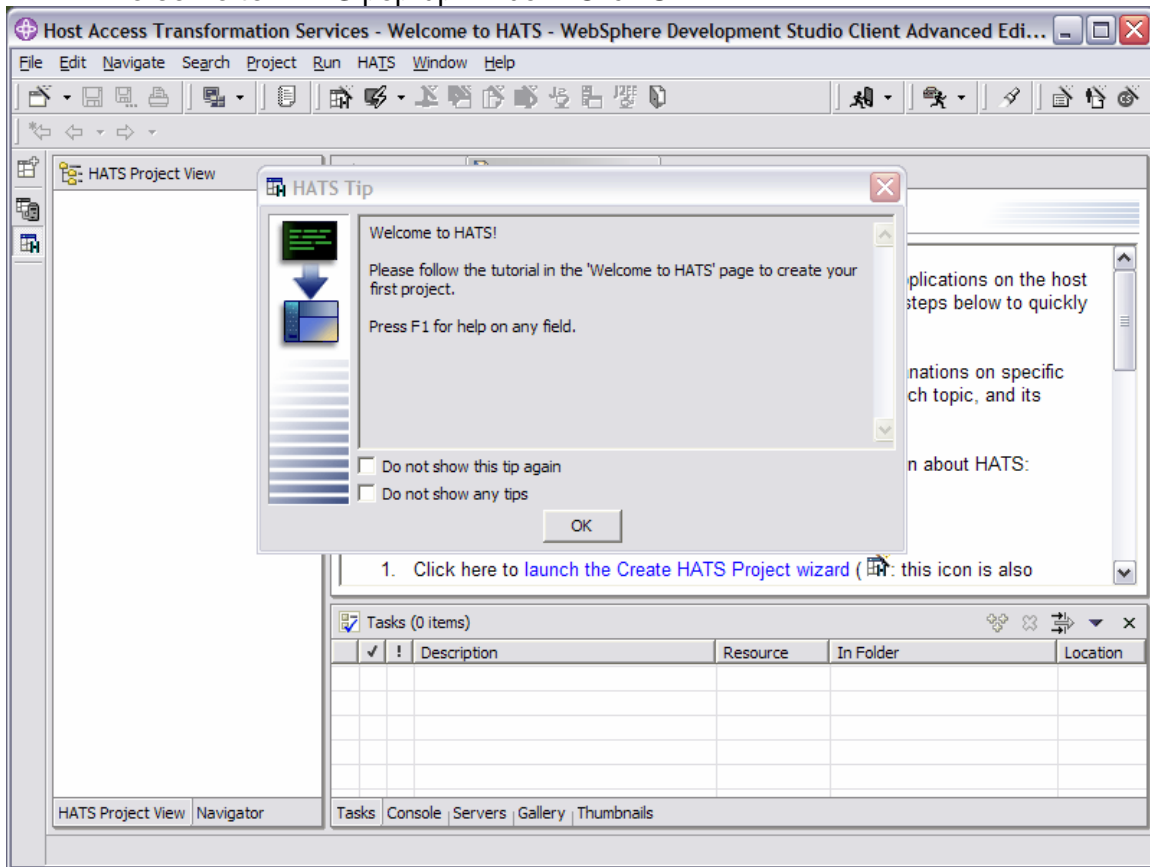 Host Access Transformation Services - Welcome to HATS - WebSphere Development Studio Client Advanced Edi...
File Edit Navigate Search Project Run HATS Window Help
HATS Project View
HATS Tip
Welcome to HATS!
Please follow the tutorial in the 'Welcome to HATS' page to create your
first project.
Press F1 for help on any field.
Do not show this tip again
Do not show any tips
OK
plications on the host
steps below to quickly
nations on specific
ch topic, and its
n about HATS:
1. Click here to launch the Create HATS Project wizard ( : this icon is also
Tasks (0 items)
! Description Resource In Folder Location
HATS Project View Navigator
Tasks Console Servers Gallery Thumbnails